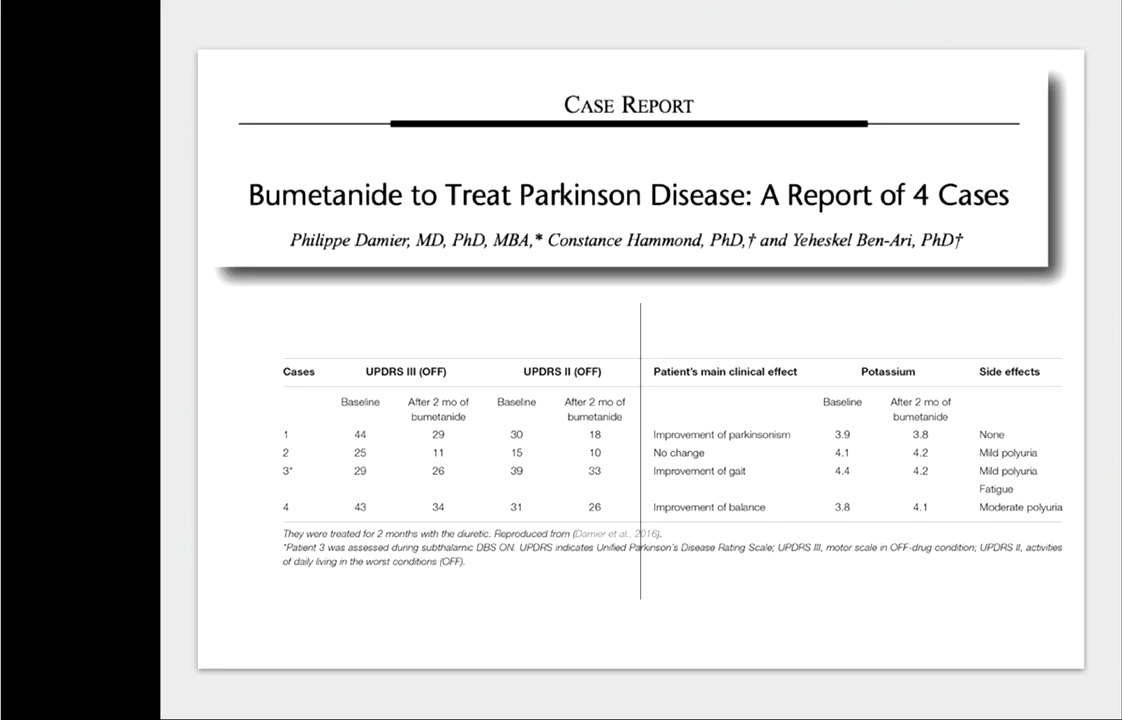 CASE REPORT
Bumetanide to Treat Parkinson Disease: A Report of 4 Cases
Philippe Damier, MD, PhD, MBA,* Constance Hammond, PhD,† and Yeheskel Ben-Ari, PhD†
Cases UPDRS III (OFF) UPDRS II (OFF) Patient's main clinical effect Potassium Side effects
Baseline After 2 mo of Baseline After 2 mo of Baseline After 2 mo of
bumetanide bumetanide bumetanide
1 44 29 30 18 Improvement of parkinsonism 3.9 3.8 None
2 25 11 15 10 No change 4.1 4.2 Mild polyuria
3* 29 26 39 33 Improvement of gait 4.4 4.2 Mild polyuria
Fatigue
4 43 34 31 26 Improvement of balance 3.8 4.1 Moderate polyuria
They were treated for 2 months with the diuretic. Reproduced from (Damier et al., 2016).
*Patient 3 was assessed during subthalamic DBS ON. UPDRS indicates Unified Parkinson's Disease Rating Scale; UPDRS III, motor scale in OFF-drug condition; UPDRS II, activities
of daily living in the worst conditions (OFF).